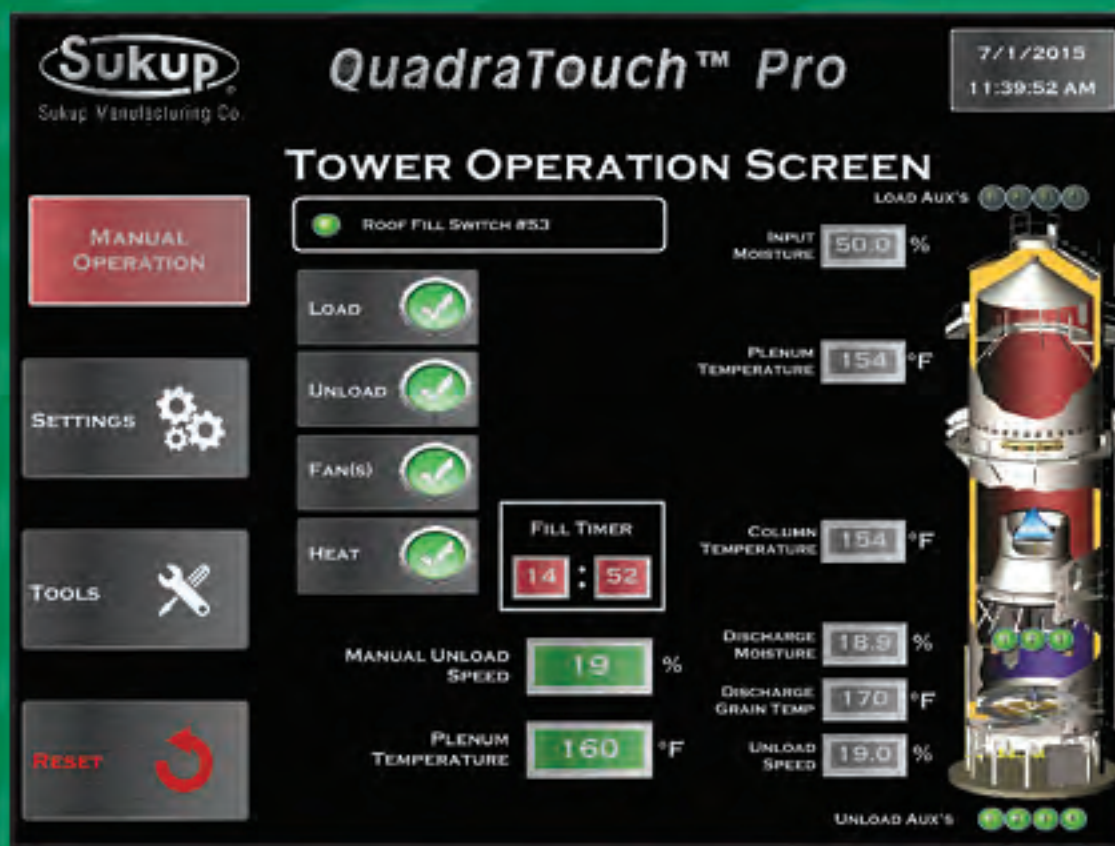 Sukup®
Sukup Manufacturing Co.
QuadraTouch™ Pro
7/1/2015
11:39:52 AM
TOWER OPERATION SCREEN
LOAD AUX'S
MANUAL
OPERATION
ROOF FILL SWITCH #53
INPUT
MOISTURE
50.0 %
LOAD
PLENUM
TEMPERATURE
154 °F
UNLOAD
SETTINGS
FAN(S)
FILL TIMER
14 : 52
HEAT
COLUMN
TEMPERATURE
154 °F
TOOLS
MANUAL UNLOAD
SPEED
19 %
DISCHARGE
MOISTURE
18.9 %
DISCHARGE
GRAIN TEMP
170 °F
RESET
PLENUM
TEMPERATURE
160 °F
UNLOAD
SPEED
19.0 %
UNLOAD AUX'S